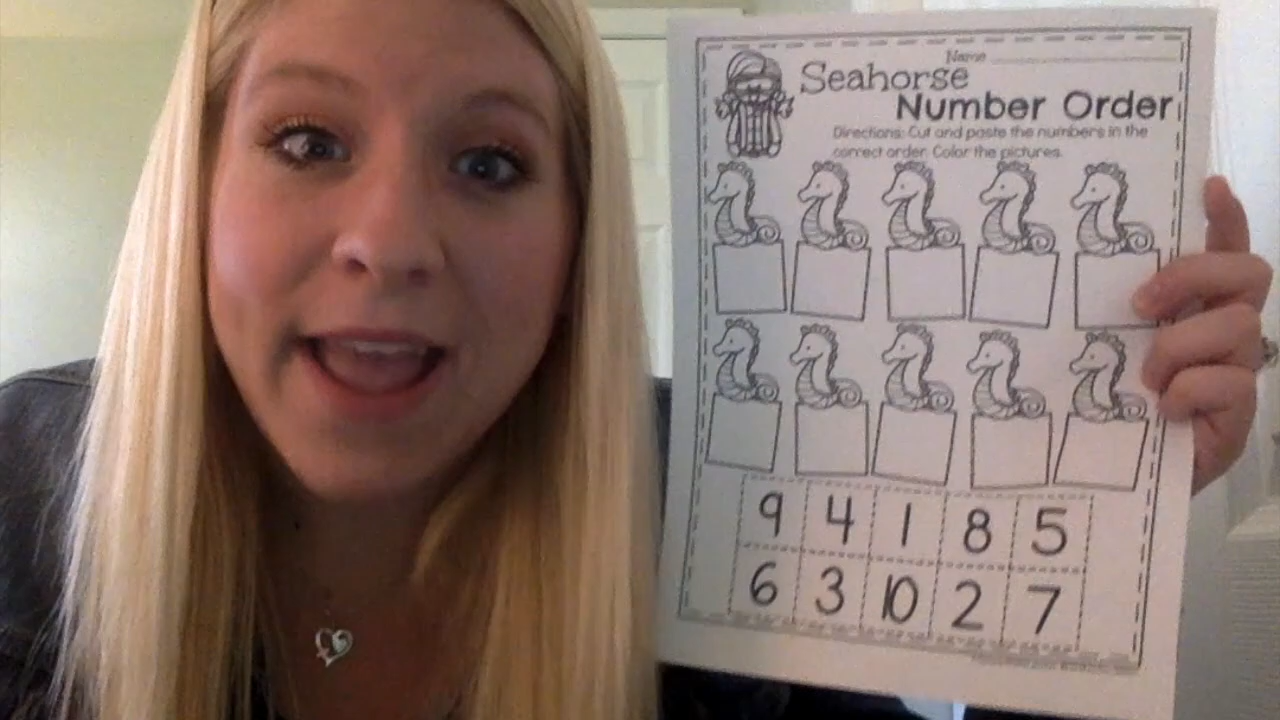 Name
Seahorse
Number Order
Directions: Cut and paste the numbers in the
correct order. Color the pictures.
9 4 1 8 5
6 3 10 2 7